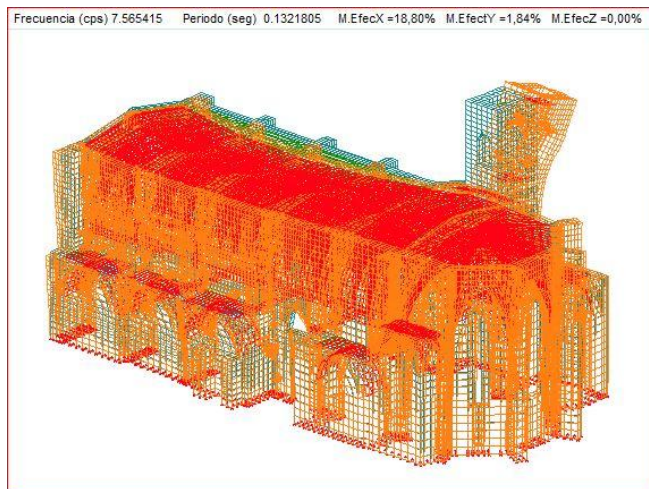 Frecuencia (cps) 7.565415 Periodo (seg) 0.1321805 M.EfecX =18,80% M.EfectY =1,84% M.EfecZ =0,00%